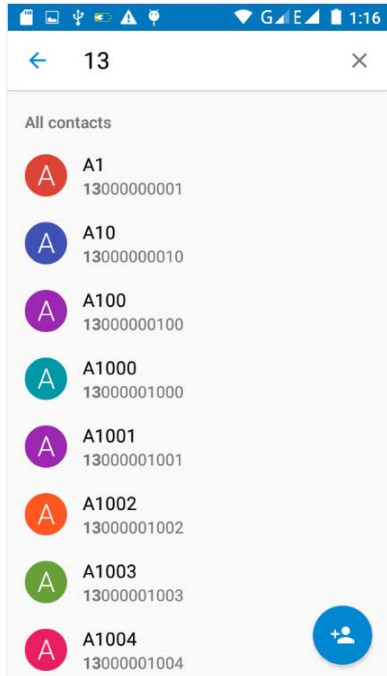 G E 1:16
13
All contacts
A A1
13000000001
A A10
13000000010
A A100
13000000100
A A1000
13000001000
A A1001
13000001001
A A1002
13000001002
A A1003
13000001003
A A1004
13000001004